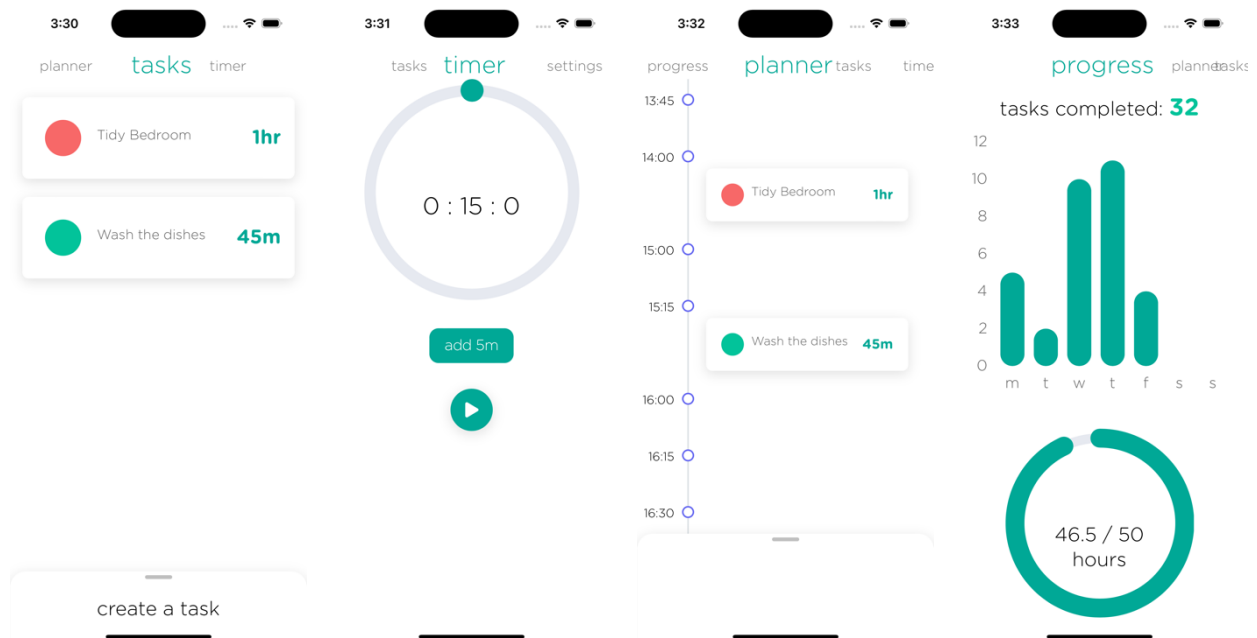 3:30
planner tasks timer
Tidy Bedroom 1hr
Wash the dishes 45m
create a task
3:31
tasks timer settings
0 : 15 : 0
add 5m
3:32
progress planner tasks time
13:45
14:00
Tidy Bedroom 1hr
15:00
15:15
Wash the dishes 45m
16:00
16:15
16:30
3:33
progress planner tasks
tasks completed: 32
12
10
8
6
4
2
0
m t w t f s s
46.5 / 50
hours